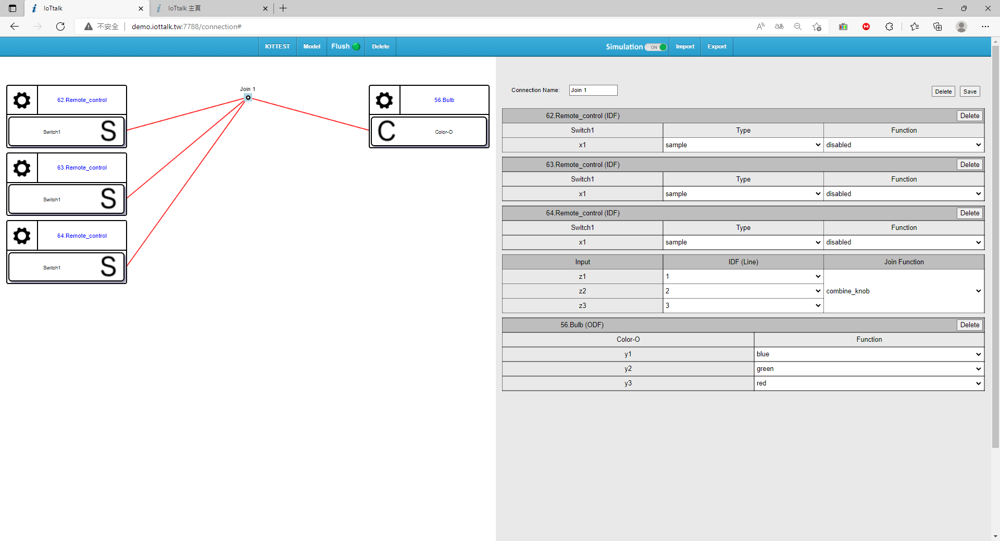 IoTtalk
IoTtalk 主頁
不安全
demo.iottalk.tw:7788/connection#
A
aあ
M
IOTTEST
Model
Flush
Delete
Simulation
ON
Import
Export
62.Remote_control
Switch1
S
63.Remote_control
Switch1
S
64.Remote_control
Switch1
S
Join 1
56.Bulb
C
Color-O
Connection Name:
Join 1
Delete
Save
62.Remote_control (IDF)
Delete
Switch1
Type
Function
x1
sample
disabled
63.Remote_control (IDF)
Delete
Switch1
Type
Function
x1
sample
disabled
64.Remote_control (IDF)
Delete
Switch1
Type
Function
x1
sample
disabled
Input
IDF (Line)
Join Function
z1
1
z2
2
combine_knob
z3
3
56.Bulb (ODF)
Delete
Color-O
Function
y1
blue
y2
green
y3
red